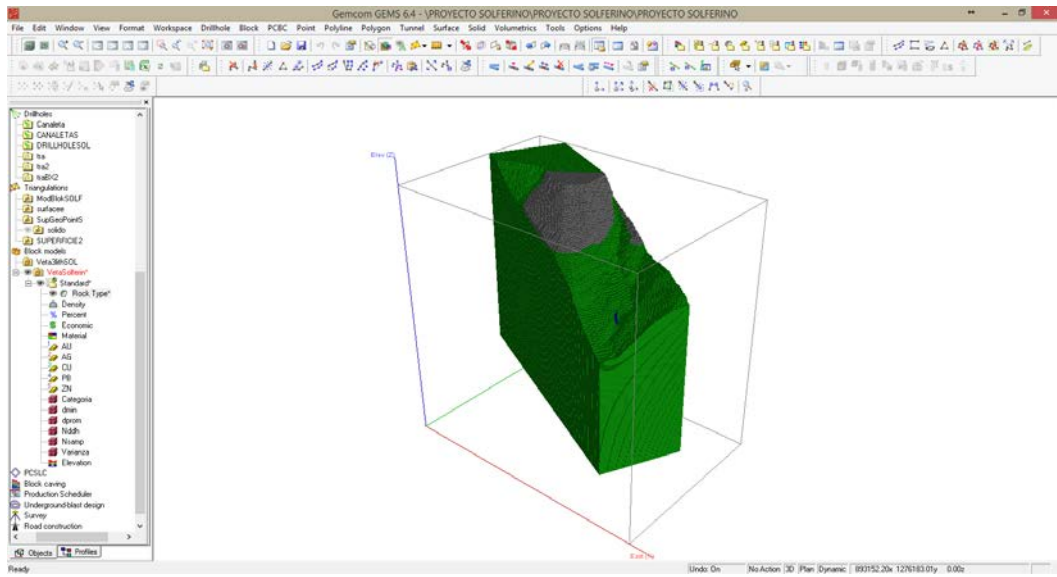 Gemcom GEMS 6.4 - \PROYECTO SOLFERINO\PROYECTO SOLFERINO\PROYECTO SOLFERINO
File Edit Window View Format Workspace Drillhole Block PCBC Point Polyline Polygon Tunnel Surface Solid Volumetrics Tools Options Help
Drillholes
Canaleta
CANALETAS
DRILLHOLESOL
tra
tra2
traBX2
Triangulations
ModBlokSOLF
surfacee
SupGeoPointS
solido
SUPERFICIE2
Block models
Veta3MhSOL
VetaSolferin*
Standard*
Rock Type*
Density
Percent
Economic
Material
AU
AG
CU
PB
ZN
Categoria
dmin
dprom
Nddh
Nsamp
Varianza
Elevation
PCSLC
Block caving
Production Scheduler
Underground-blast design
Survey
Road construction
Objects Profiles
Elev (Z)
Ready
Undo: On No Action 3D Plan Dynamic 893152.20x 1276183.01y 0.00z